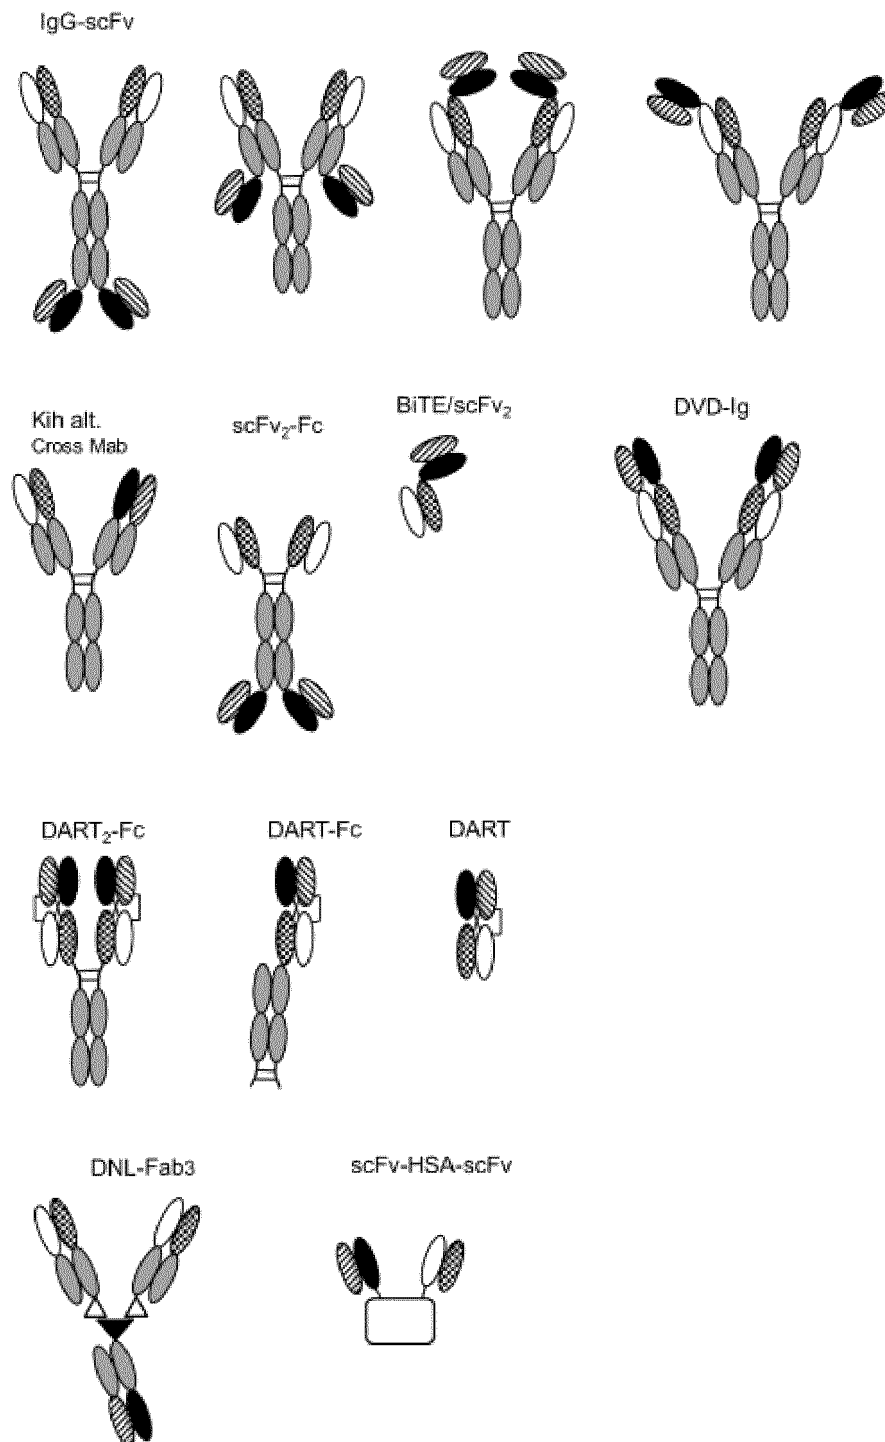 IgG-scFv
Kih alt.
Cross Mab
scFv₂-Fc
BiTE/scFv₂
DVD-Ig
DART₂-Fc
DART-Fc
DART
DNL-Fab3
scFv-HSA-scFv